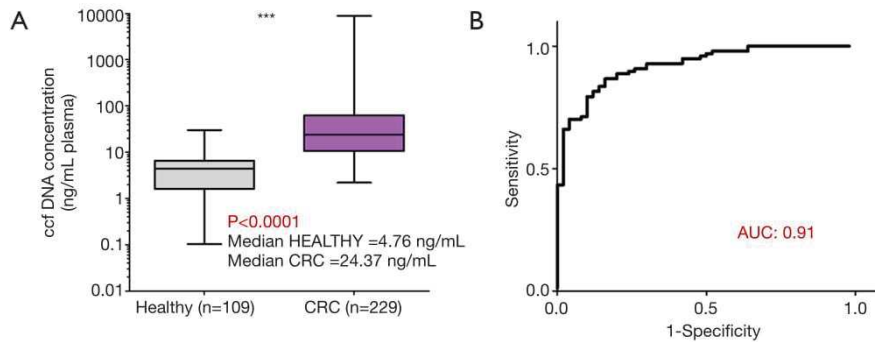 A
***
10000
1000
100
10
1
0.1
0.01
ccf DNA concentration
(ng/mL plasma)
P<0.0001
Median HEALTHY =4.76 ng/mL
Median CRC =24.37 ng/mL
Healthy (n=109)
CRC (n=229)
B
1.0
0.5
0.0
Sensitivity
AUC: 0.91
0.0
0.5
1.0
1-Specificity